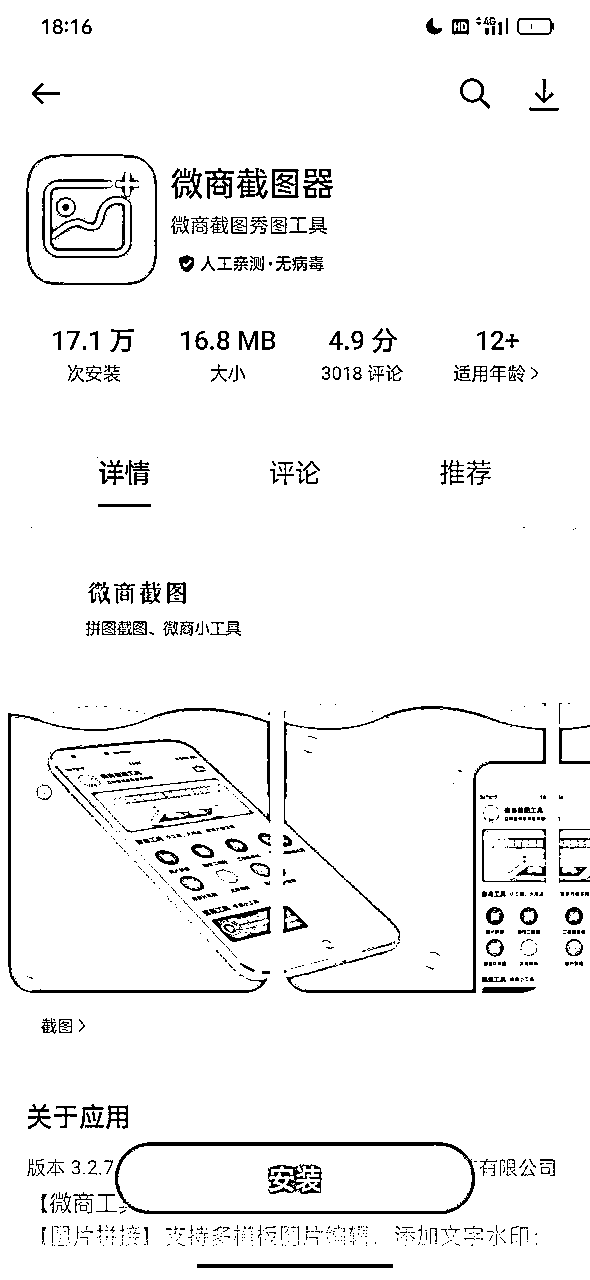 18:16
HD 4G
微商截图器
微商截图秀图工具
人工亲测·无病毒
17.1 万 16.8 MB 4.9 分 12+
次安装 大小 3018 评论 适用年龄
详情 评论 推荐
微商截图
拼图截图、微商小工具
截图
关于应用
版本 3.2.7 有限公司
安装
【微商工具
【图片拼接】支持多模板图片编辑、添加文字水印；